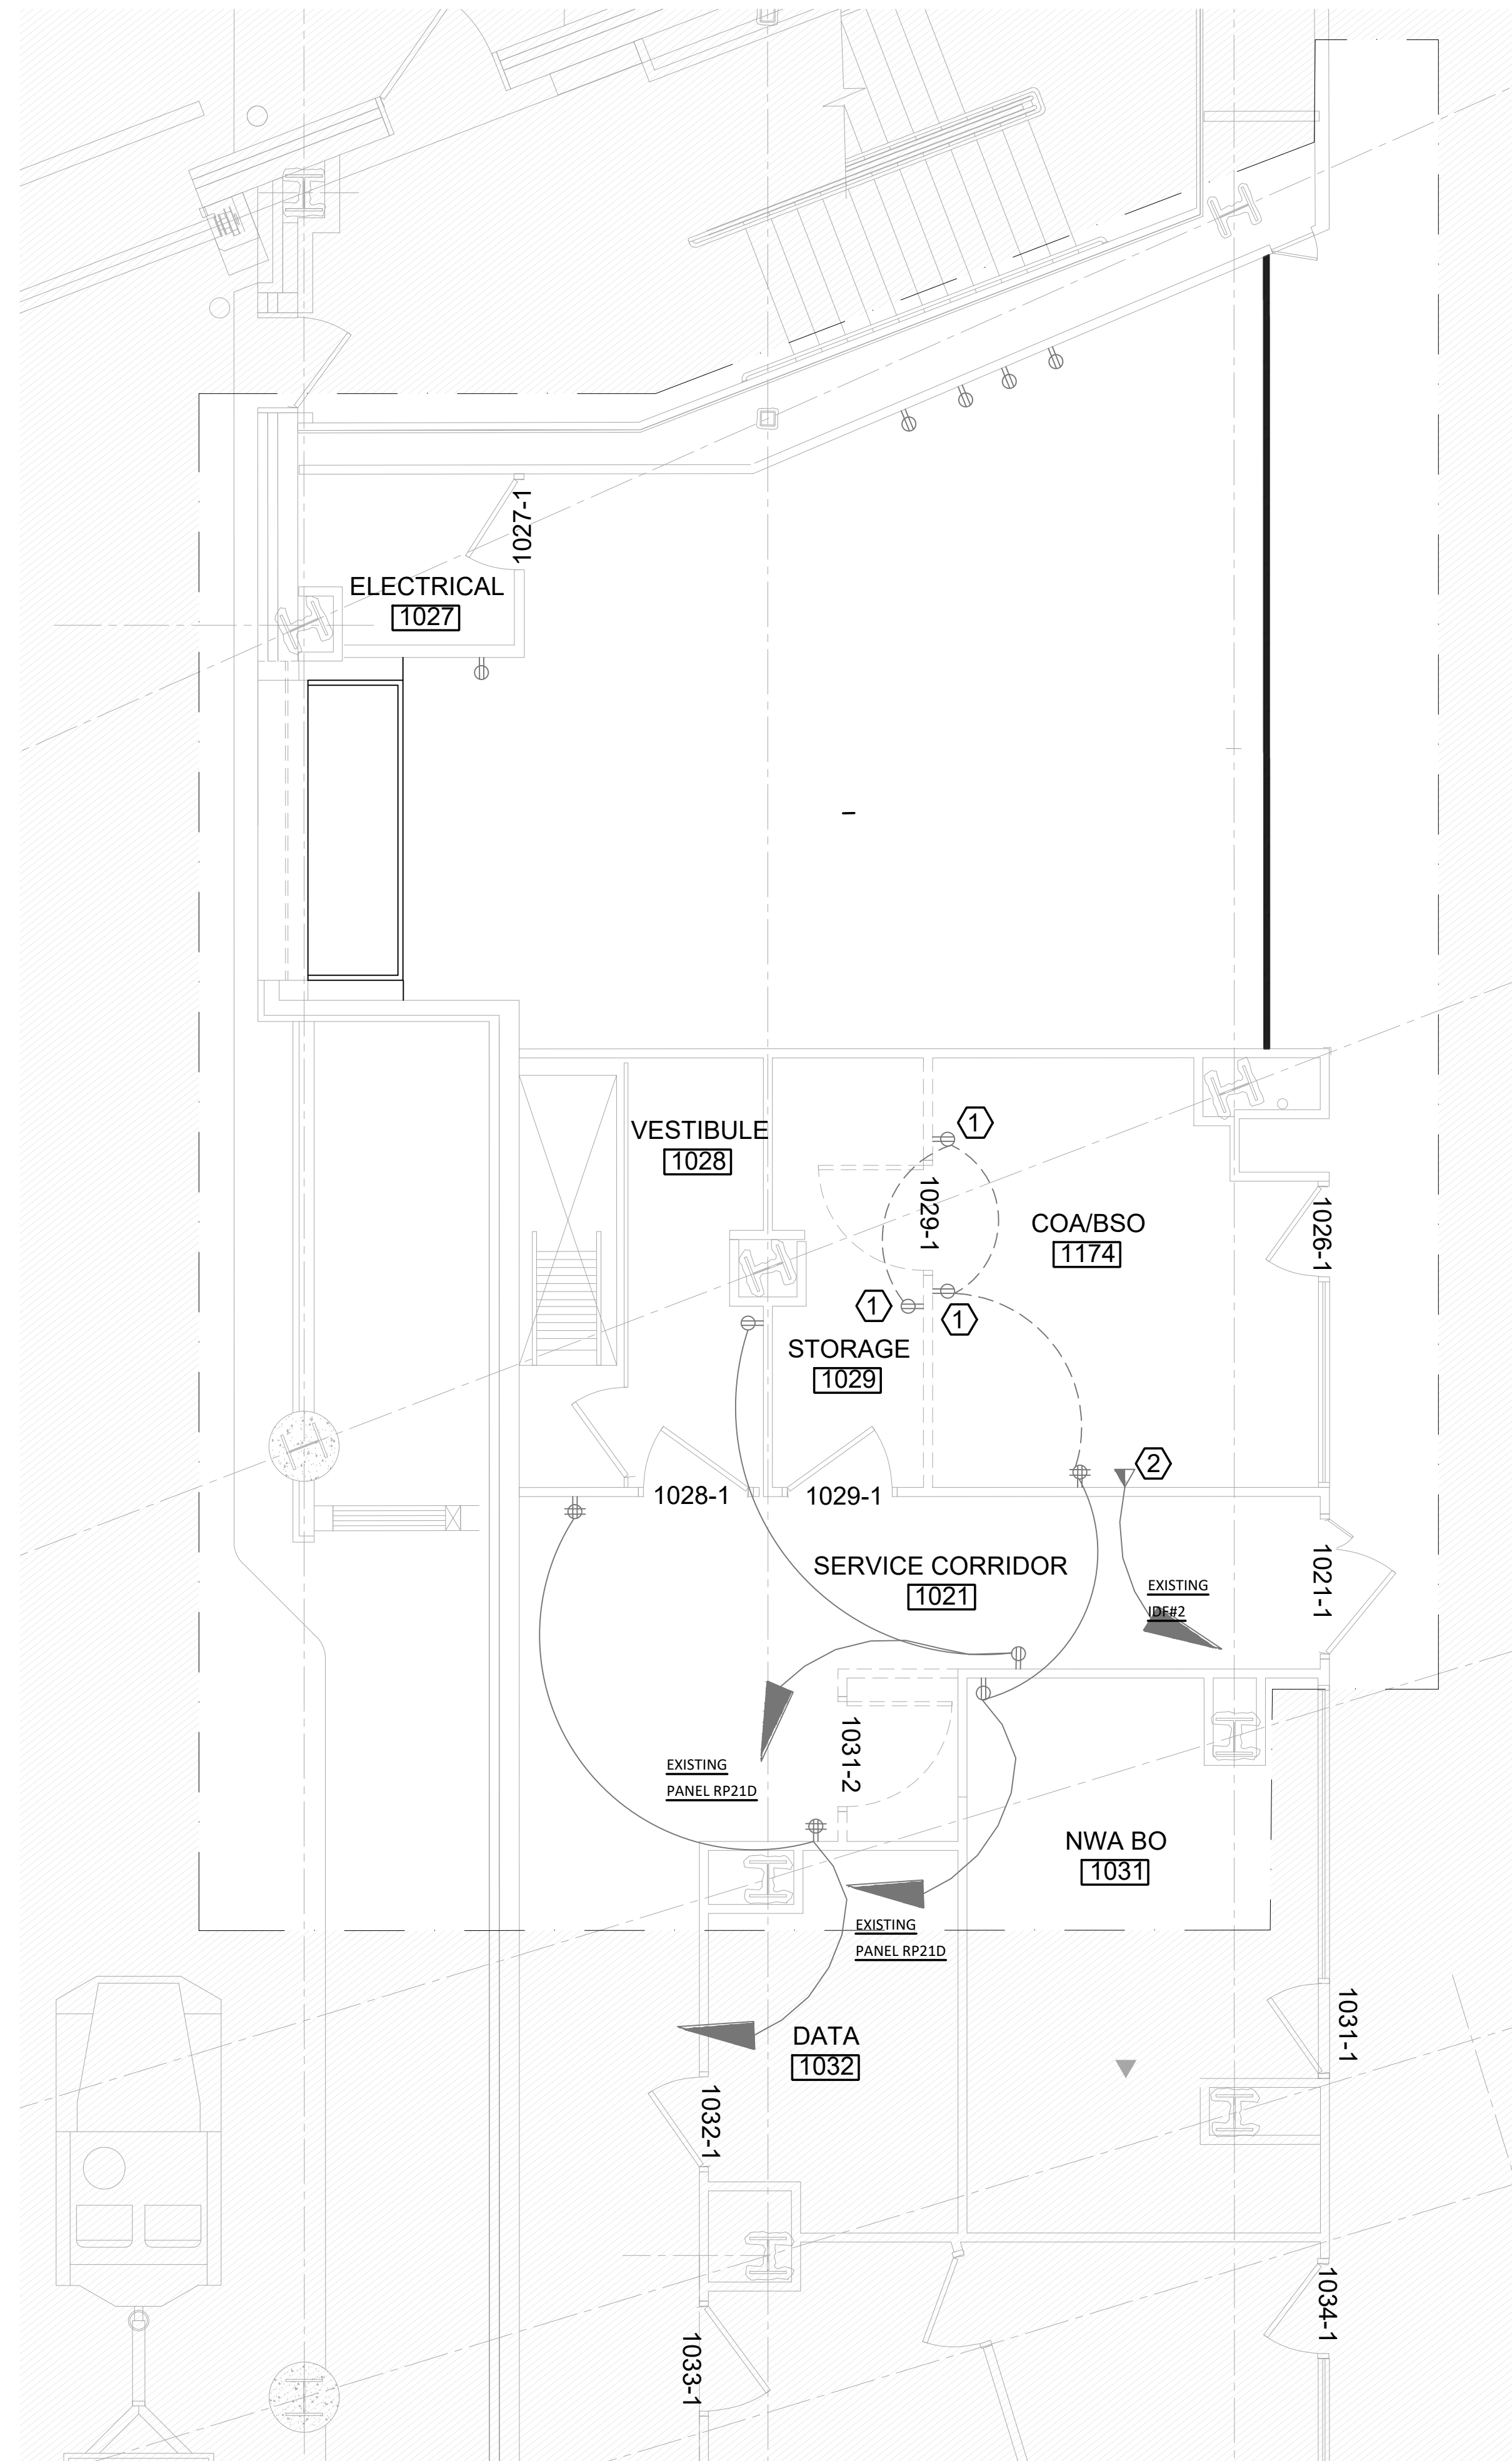 1027-1
ELECTRICAL
1027
VESTIBULE
1028
1
1029-1
COA/BSO
1174
1026-1
1
1
STORAGE
1029
2
1028-1
1029-1
SERVICE CORRIDOR
1021
EXISTING
IDF#2
1021-1
1031-2
EXISTING
PANEL RP21D
NWA BO
1031
EXISTING
PANEL RP21D
DATA
1032
1031-1
1032-1
1034-1
1033-1